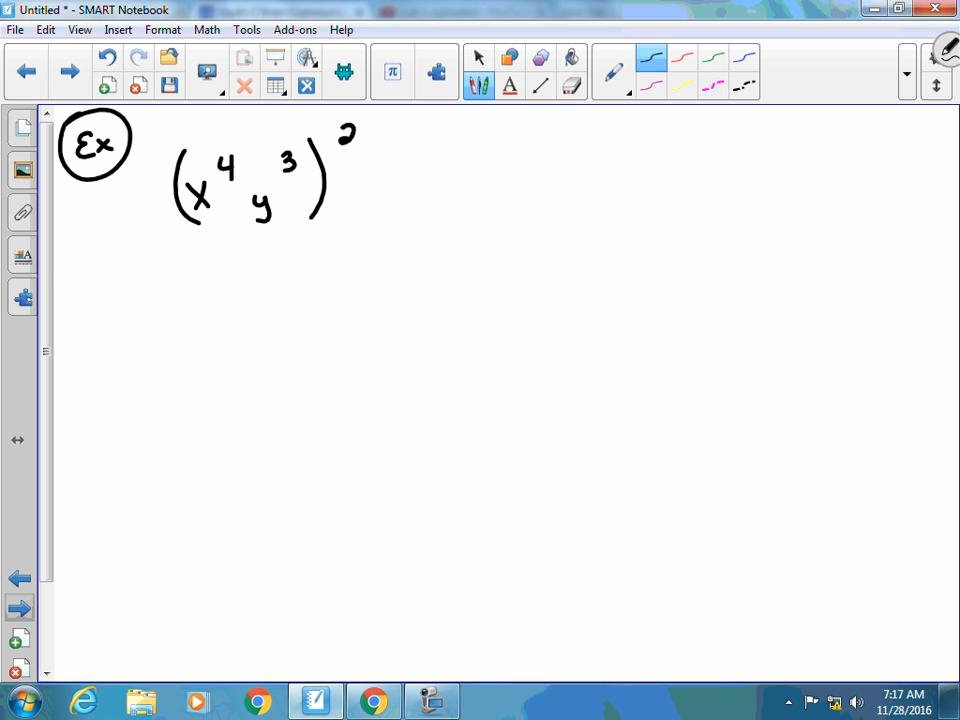 Untitled * - SMART Notebook
File Edit View Insert Format Math Tools Add-ons Help
π
A
Ex (x⁴ y³)²
7:17 AM
11/28/2016